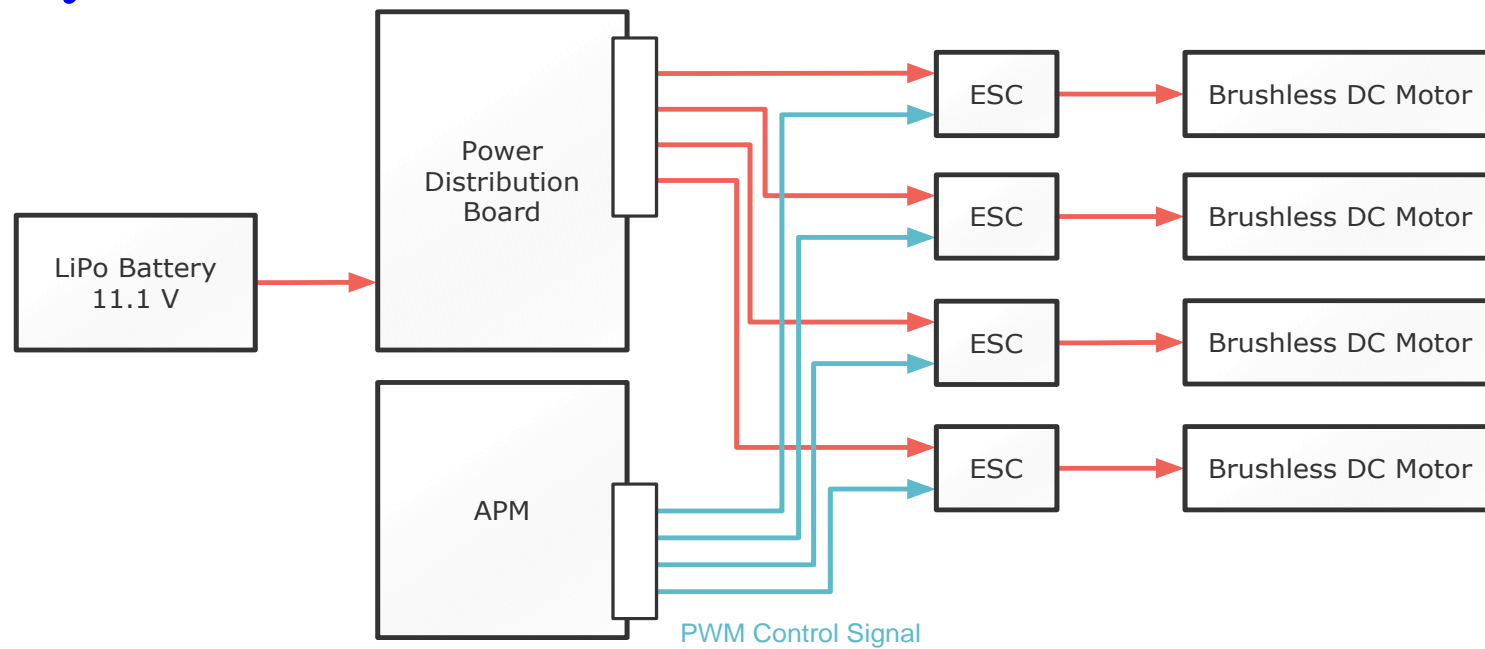 LiPo Battery
11.1 V
Power
Distribution
Board
APM
ESC
Brushless DC Motor
ESC
Brushless DC Motor
ESC
Brushless DC Motor
ESC
Brushless DC Motor
PWM Control Signal